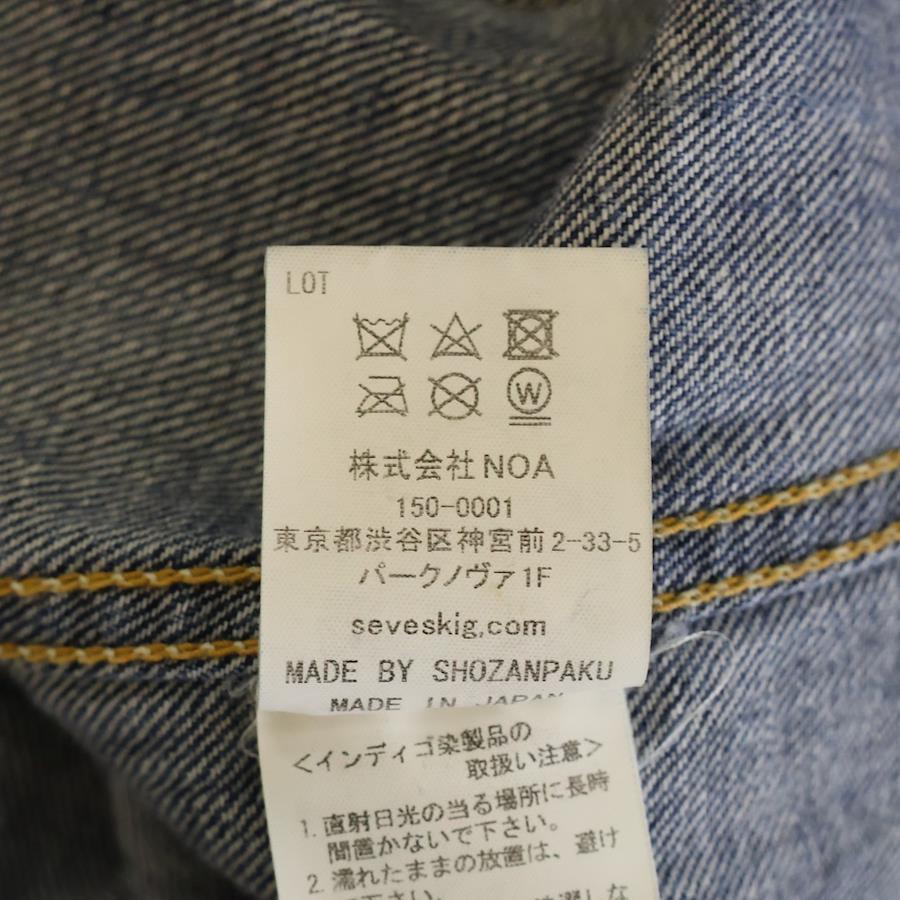 LOT
W
株式会社NOA
150-0001
東京都渋谷区神宮前2-33-5
パークノヴァ1F
seveskig.com
MADE BY SHOZANPAKU
MADE IN JAPAN
<インディゴ染製品の
取扱い注意>
1. 直射日光の当る場所に長時
間置かないで下さい。
2. 濡れたままの放置は、避け
て下さい。